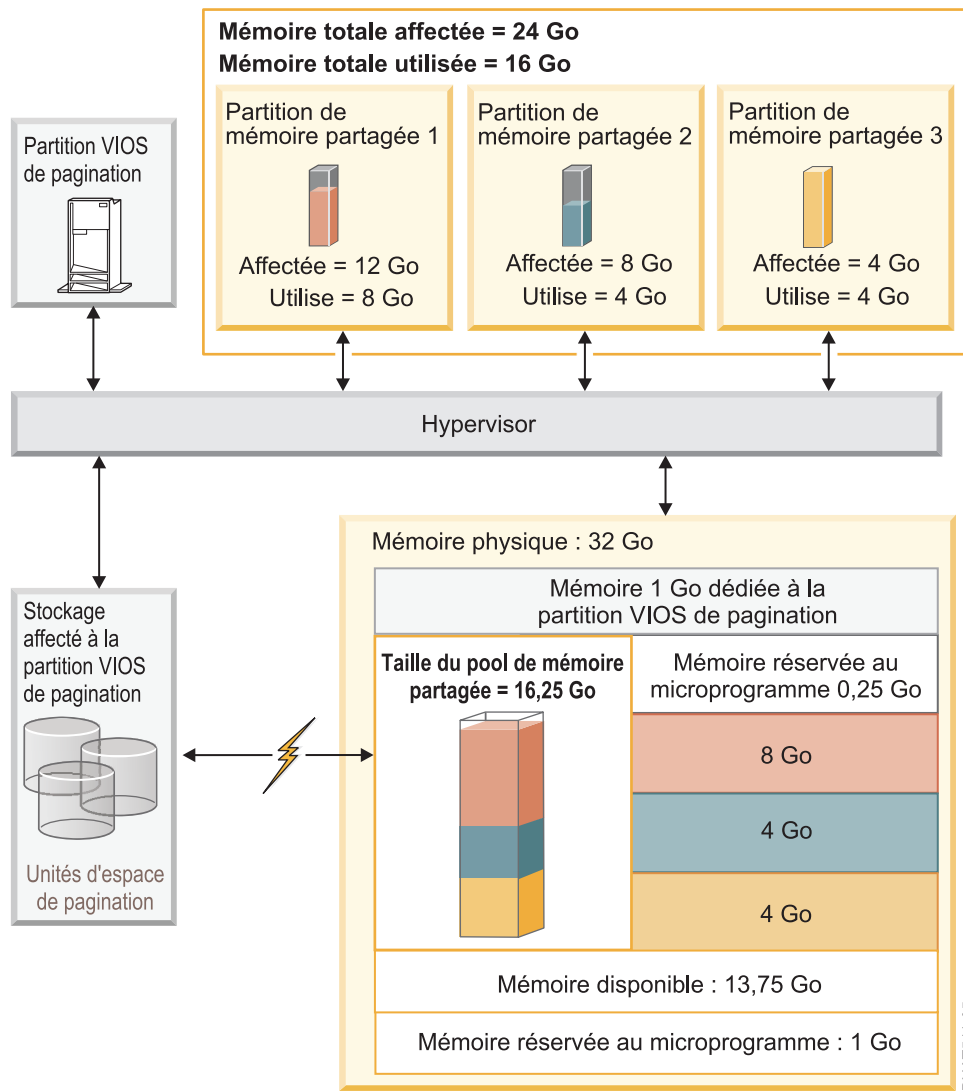 Mémoire totale affectée = 24 Go
Mémoire totale utilisée = 16 Go
Partition VIOS
de pagination
Partition de
mémoire partagée 1
Affectée = 12 Go
Utilise = 8 Go
Partition de
mémoire partagée 2
Affectée = 8 Go
Utilise = 4 Go
Partition de
mémoire partagée 3
Affectée = 4 Go
Utilise = 4 Go
Hypervisor
Stockage
affecté à la
partition VIOS
de pagination
Unités d'espace
de pagination
Mémoire physique : 32 Go
Mémoire 1 Go dédiée à la
partition VIOS de pagination
Taille du pool de mémoire
partagée = 16,25 Go
Mémoire réservée au
microprogramme 0,25 Go
8 Go
4 Go
4 Go
Mémoire disponible : 13,75 Go
Mémoire réservée au microprogramme : 1 Go